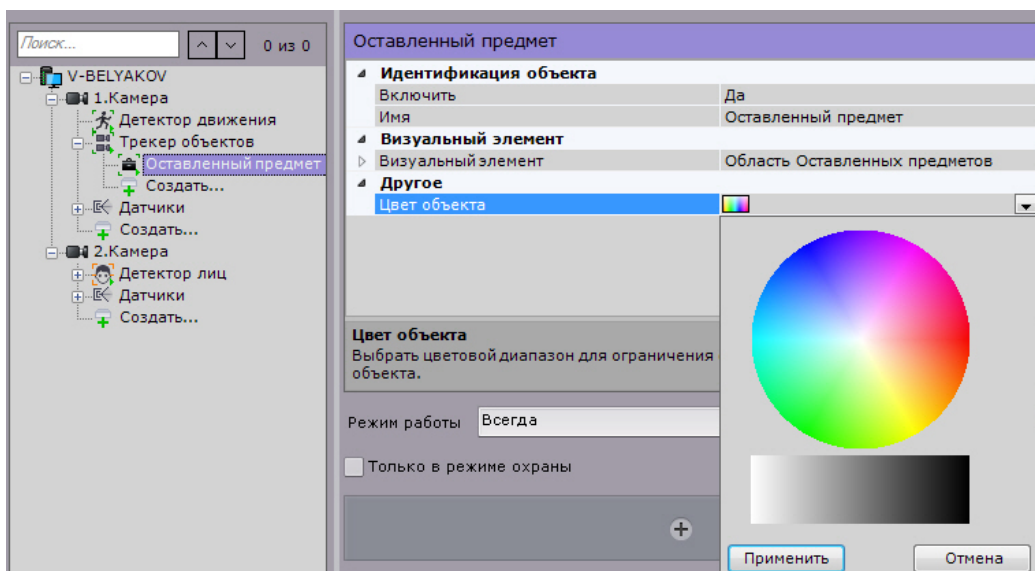 Поиск...
0 из 0
V-BELYAKOV
1.Камера
Детектор движения
Трекер объектов
Оставленный предмет
Создать...
Датчики
Создать...
2.Камера
Детектор лиц
Датчики
Создать...
Оставленный предмет
Идентификация объекта
Включить Да
Имя Оставленный предмет
Визуальный элемент
Визуальный элемент Область Оставленных предметов
Другое
Цвет объекта
Цвет объекта
Выбрать цветовой диапазон для ограничения
объекта.
Режим работы Всегда
Только в режиме охраны
Применить Отмена